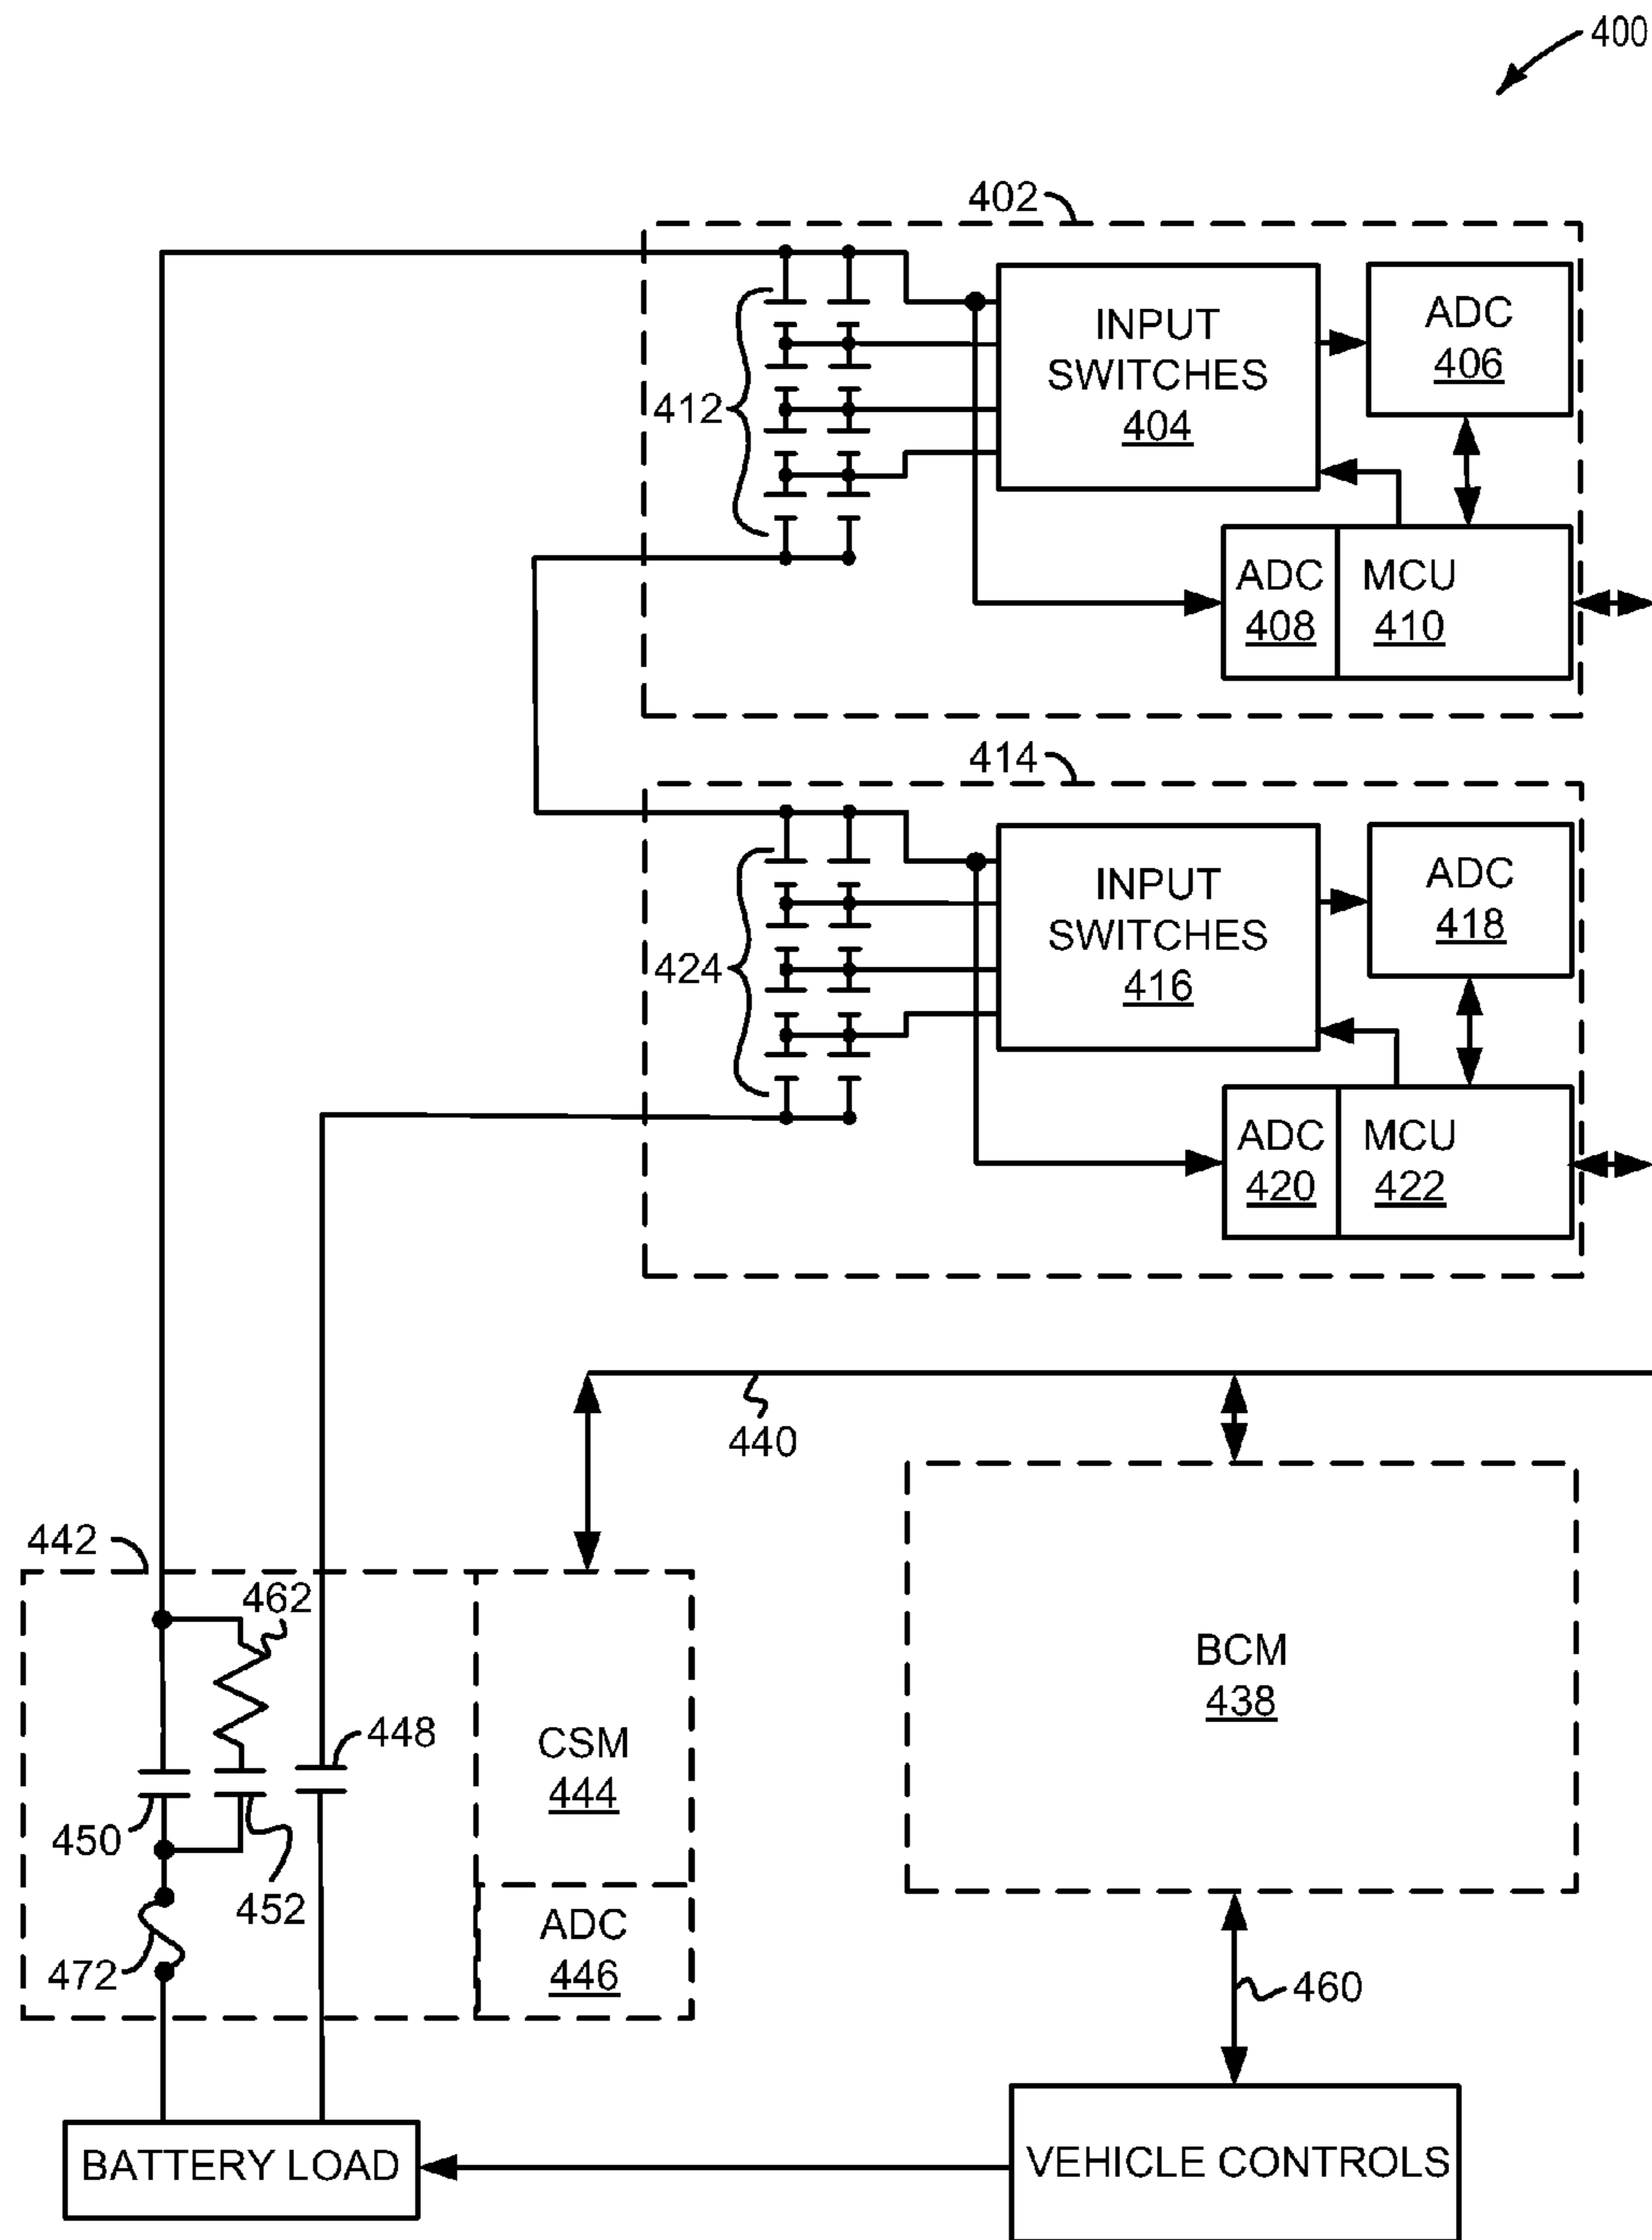 400
402
INPUT
SWITCHES
404
ADC
406
412
ADC
408
MCU
410
414
INPUT
SWITCHES
416
ADC
418
424
ADC
420
MCU
422
440
442
462
448
450
452
472
CSM
444
ADC
446
BCM
438
460
BATTERY LOAD
VEHICLE CONTROLS